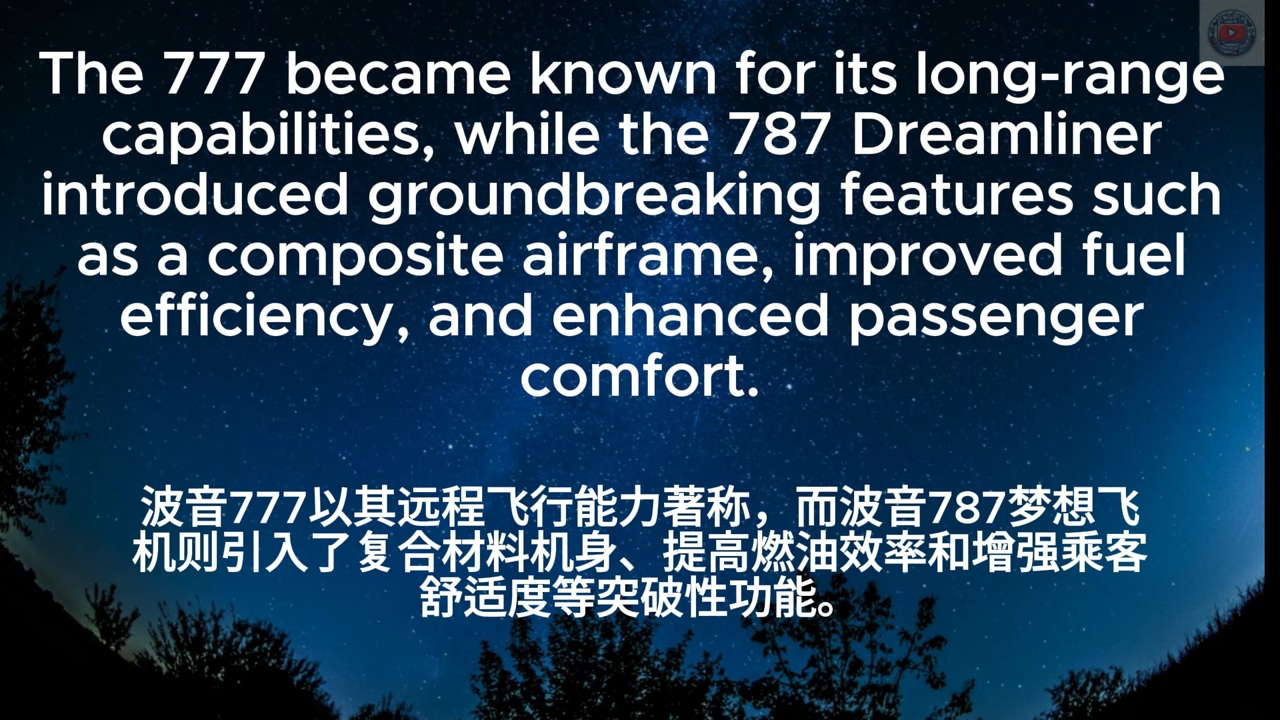 The 777 became known for its long-range
capabilities, while the 787 Dreamliner
introduced groundbreaking features such
as a composite airframe, improved fuel
efficiency, and enhanced passenger
comfort.
波音777以其远程飞行能力著称，而波音787梦想飞
机则引入了复合材料机身、提高燃油效率和增强乘客
舒适度等突破性功能。